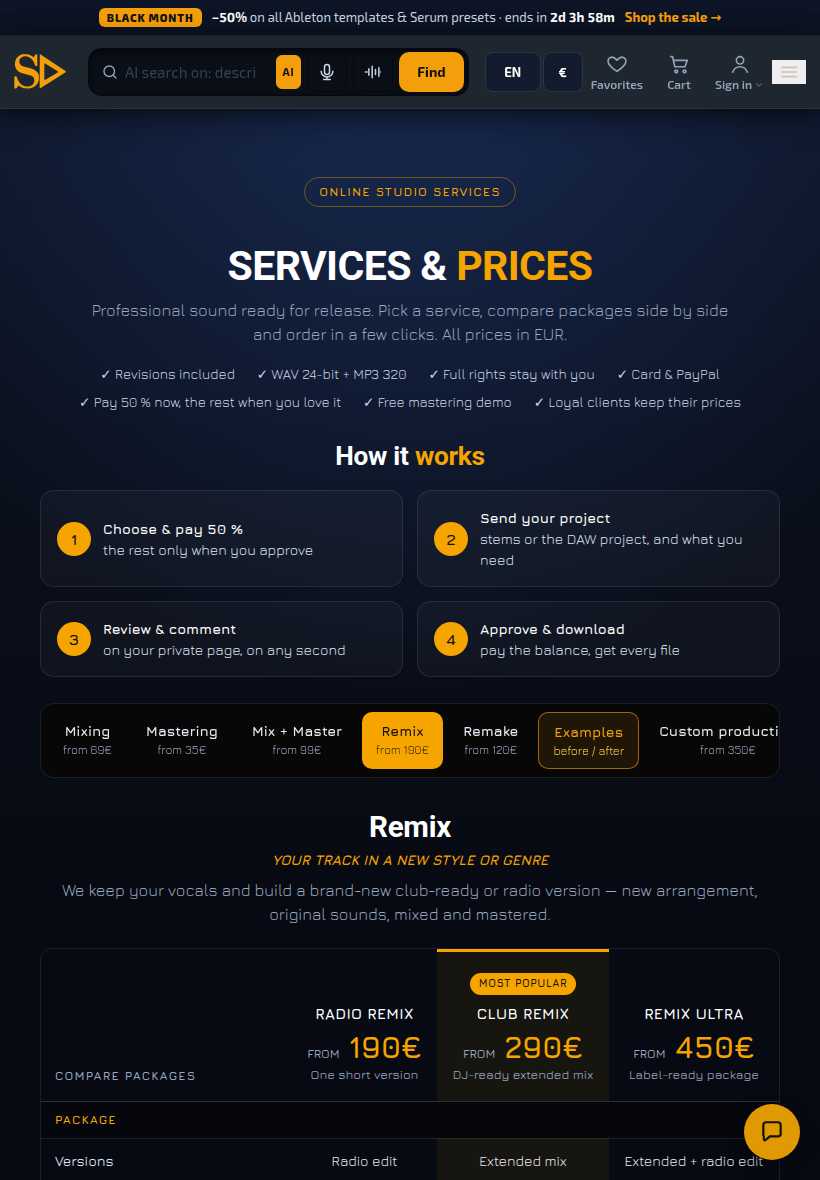 BLACK MONTH −50% on all Ableton templates & Serum presets · ends in 2d 3h 58m Shop the sale →
S
AI search on: descri AI Find EN € Favorites Cart Sign in
ONLINE STUDIO SERVICES
SERVICES & PRICES
Professional sound ready for release. Pick a service, compare packages side by side
and order in a few clicks. All prices in EUR.
✓ Revisions included ✓ WAV 24-bit + MP3 320 ✓ Full rights stay with you ✓ Card & PayPal
✓ Pay 50 % now, the rest when you love it ✓ Free mastering demo ✓ Loyal clients keep their prices
How it works
1 Choose & pay 50 %
the rest only when you approve
2 Send your project
stems or the DAW project, and what you
need
3 Review & comment
on your private page, on any second
4 Approve & download
pay the balance, get every file
Mixing Mastering Mix + Master Remix Remake Examples Custom producti
from 69€ from 35€ from 99€ from 190€ from 120€ before / after from 350€
Remix
YOUR TRACK IN A NEW STYLE OR GENRE
We keep your vocals and build a brand-new club-ready or radio version — new arrangement,
original sounds, mixed and mastered.
MOST POPULAR
RADIO REMIX CLUB REMIX REMIX ULTRA
FROM 190€ FROM 290€ FROM 450€
COMPARE PACKAGES One short version DJ-ready extended mix Label-ready package
PACKAGE
Versions Radio edit Extended mix Extended + radio edit